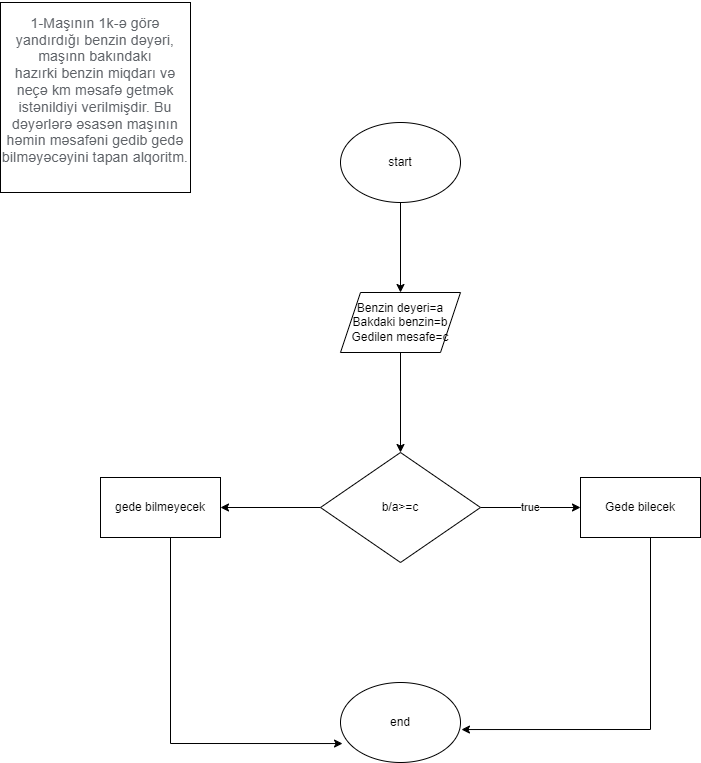 1-Maşının 1k-ə görə
yandırdığı benzin dəyəri,
maşınn bakındakı
hazırki benzin miqdarı və
neçə km məsafə getmək
istənildiyi verilmişdir. Bu
dəyərlərə əsasən maşının
həmin məsafəni gedib gedə
bilməyəcəyini tapan alqoritm.
start
Benzin deyeri=a
Bakdaki benzin=b
Gedilen mesafe=c
gede bilmeyecek
b/a>=c
true
Gede bilecek
end